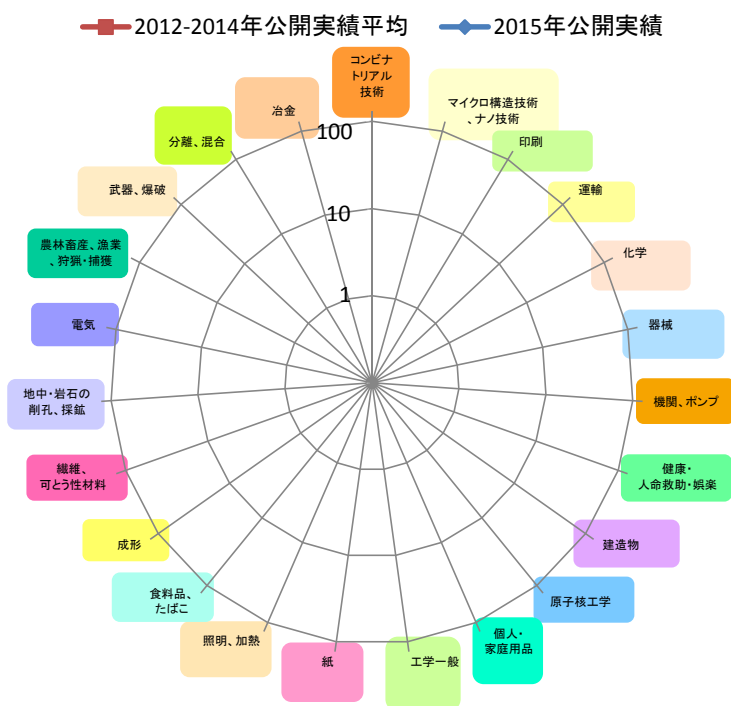 2012-2014年公開実績平均
2015年公開実績
コンビナ
トリアル
技術
マイクロ構造技術
、ナノ技術
印刷
運輸
化学
器械
機関、ポンプ
健康・
人命救助・娯楽
建造物
原子核工学
個人・
家庭用品
工学一般
紙
照明、加熱
食料品、
たばこ
成形
繊維、
可とう性材料
地中・岩石の
削孔、採鉱
電気
農林畜産、漁業
、狩猟・捕獲
武器、爆破
分離、混合
冶金
100
10
1